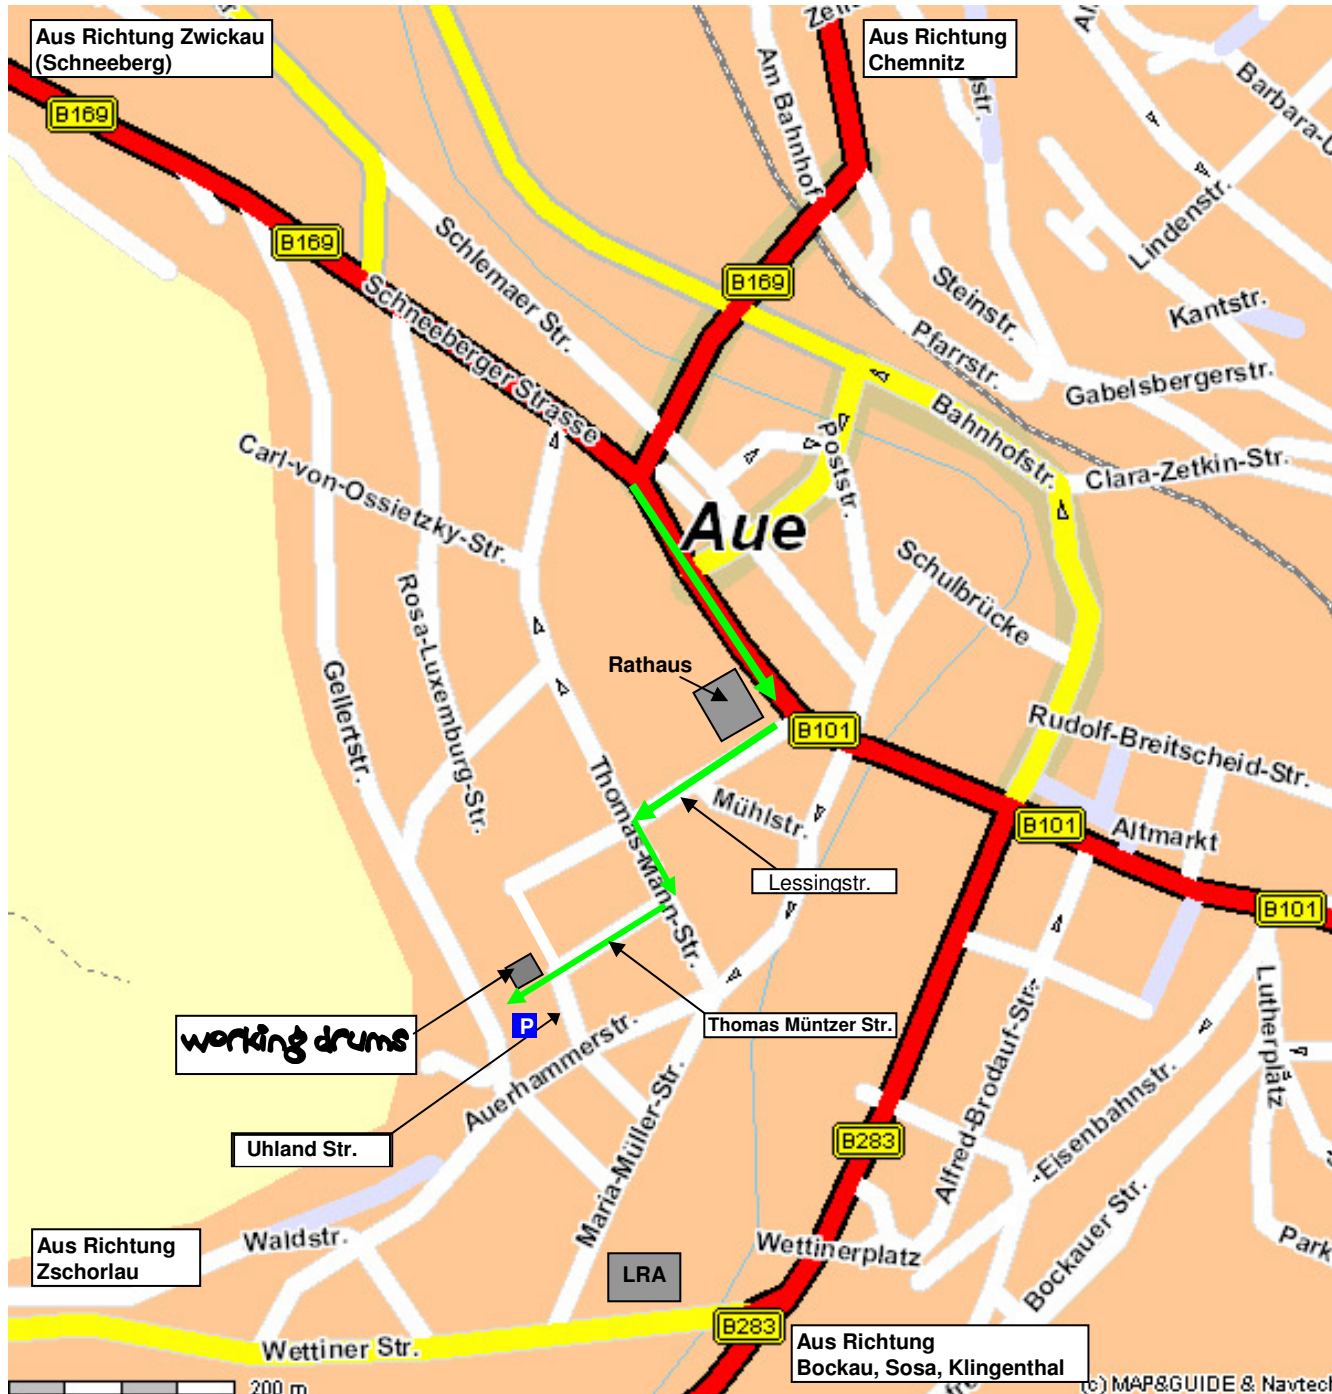 Aus Richtung Zwickau
(Schneeberg)
Aus Richtung
Chemnitz
Am Bahnhof
Barbara-U
B169
Lindenstr.
B169
Schlemaer Str.
B169
Steinstr.
Kantstr.
Schneeberger Strasse
Pfarrstr.
Gabelsbergerstr.
Bahnhofstr.
Poststr.
Clara-Zetkin-Str.
Carl-von-Ossietzky-Str.
Aue
Schulbrücke
Rosa-Luxemburg-Str.
Rathaus
Gellertstr.
B101
Rudolf-Breitscheid-Str.
Thomas-Mann-Str.
Mühlstr.
B101
Altmarkt
Lessingstr.
B101
working drums
P
Thomas Müntzer Str.
Lutherplatz
Auerhammerstr.
Alfred-Brodauf-Str.
Eisenbahnstr.
Uhland Str.
Maria-Müller-Str.
B283
Bockauer Str.
Aus Richtung
Zschorlau
Waldstr.
Wettinerplatz
Park
LRA
B283
Wettiner Str.
Aus Richtung
Bockau, Sosa, Klingenthal
200 m
(c) MAP&GUIDE & Navtech